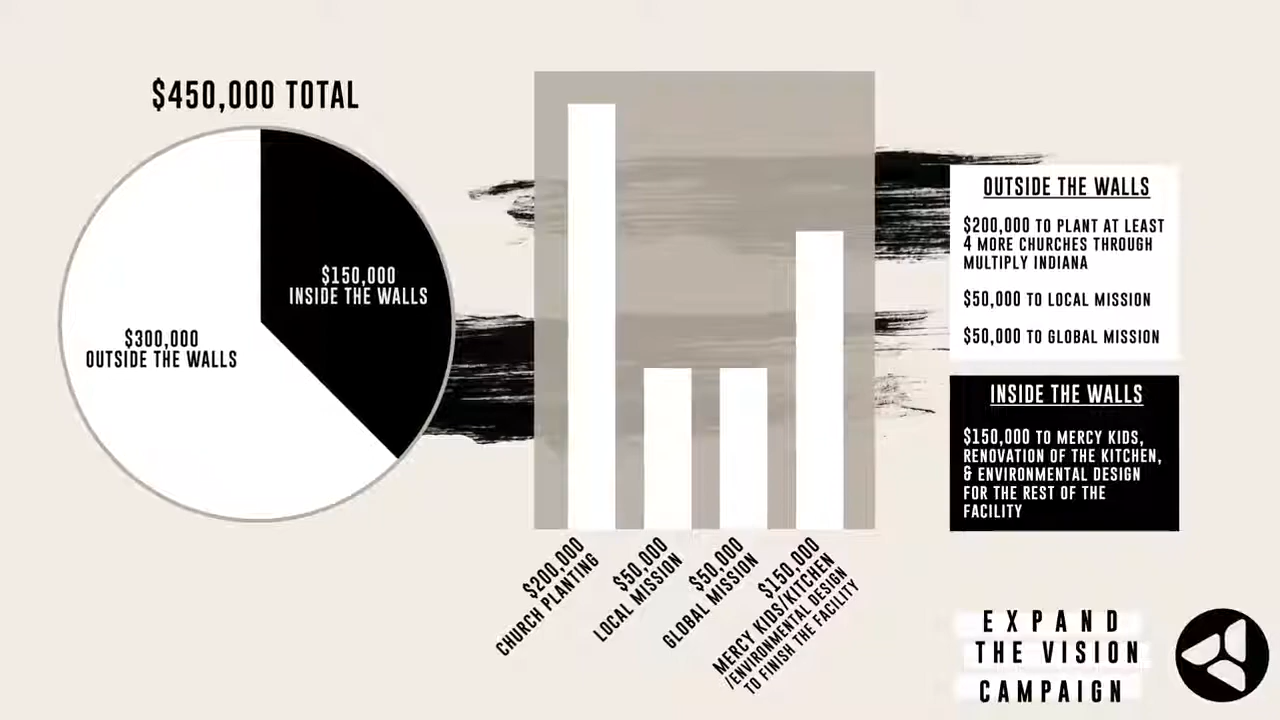 $450,000 TOTAL
$150,000
INSIDE THE WALLS
$300,000
OUTSIDE THE WALLS
$200,000
CHURCH PLANTING
$50,000
LOCAL MISSION
$50,000
GLOBAL MISSION
$150,000
MERCY KIDS/KITCHEN
/ENVIRONMENTAL DESIGN
TO FINISH THE FACILITY
OUTSIDE THE WALLS
$200,000 TO PLANT AT LEAST
4 MORE CHURCHES THROUGH
MULTIPLY INDIANA
$50,000 TO LOCAL MISSION
$50,000 TO GLOBAL MISSION
INSIDE THE WALLS
$150,000 TO MERCY KIDS,
RENOVATION OF THE KITCHEN,
& ENVIRONMENTAL DESIGN
FOR THE REST OF THE
FACILITY
EXPAND
THE VISION
CAMPAIGN